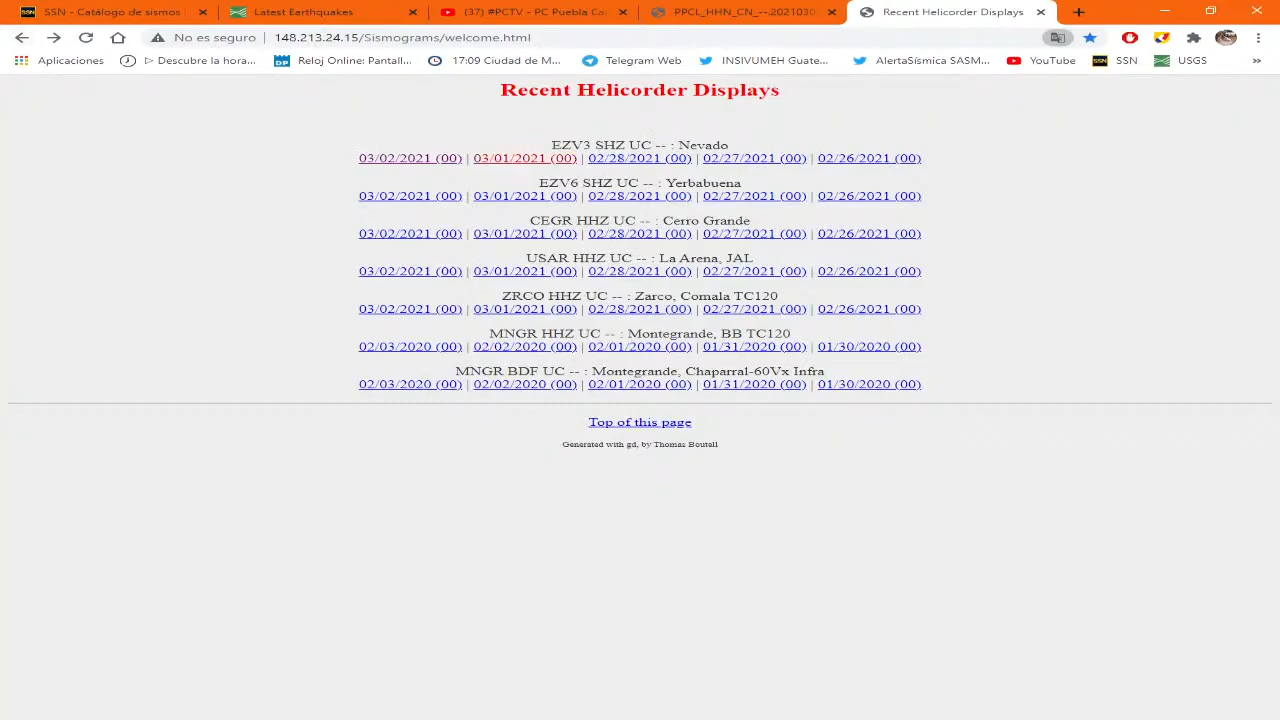 SSN - Catálogo de sismos
Latest Earthquakes
(37) #PCTV - PC Puebla Ca
PPCL_HHN_CN_--.2021030
Recent Helicorder Displays
No es seguro | 148.213.24.15/Sismograms/welcome.html
Aplicaciones
ᐅ Descubre la hora...
Reloj Online: Pantall...
17:09 Ciudad de M...
Telegram Web
INSIVUMEH Guate...
AlertaSísmica SASM...
YouTube
SSN
USGS
»
Recent Helicorder Displays
EZV3 SHZ UC -- : Nevado
03/02/2021 (00) | 03/01/2021 (00) | 02/28/2021 (00) | 02/27/2021 (00) | 02/26/2021 (00)
EZV6 SHZ UC -- : Yerbabuena
03/02/2021 (00) | 03/01/2021 (00) | 02/28/2021 (00) | 02/27/2021 (00) | 02/26/2021 (00)
CEGR HHZ UC -- : Cerro Grande
03/02/2021 (00) | 03/01/2021 (00) | 02/28/2021 (00) | 02/27/2021 (00) | 02/26/2021 (00)
USAR HHZ UC -- : La Arena, JAL
03/02/2021 (00) | 03/01/2021 (00) | 02/28/2021 (00) | 02/27/2021 (00) | 02/26/2021 (00)
ZRCO HHZ UC -- : Zarco, Comala TC120
03/02/2021 (00) | 03/01/2021 (00) | 02/28/2021 (00) | 02/27/2021 (00) | 02/26/2021 (00)
MNGR HHZ UC -- : Montegrande, BB TC120
02/03/2020 (00) | 02/02/2020 (00) | 02/01/2020 (00) | 01/31/2020 (00) | 01/30/2020 (00)
MNGR BDF UC -- : Montegrande, Chaparral-60Vx Infra
02/03/2020 (00) | 02/02/2020 (00) | 02/01/2020 (00) | 01/31/2020 (00) | 01/30/2020 (00)
Top of this page
Generated with gd, by Thomas Boutell